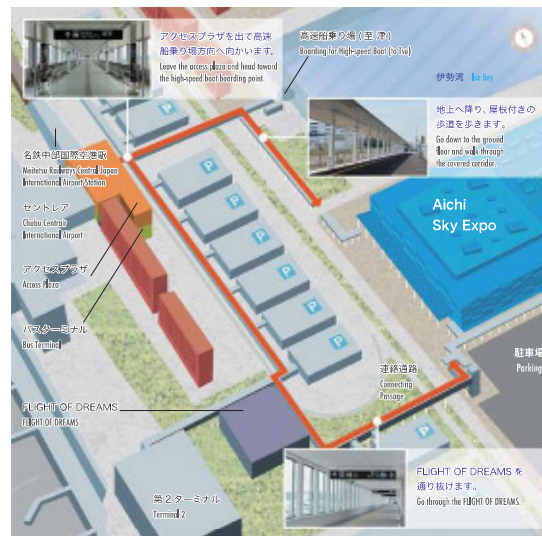 アクセスプラザを出て高速
船乗り場方向へ向かいます。
Leave the access plaza and head toward
the high-speed boat boarding point.
高速船乗り場(至 津)
Boarding for High-speed Boat (to Tsu)
伊勢湾 Ise Bay
地上へ降り、屋根付きの
歩道を歩きます。
Go down to the ground
floor and walk through
the covered corridor.
名鉄中部国際空港駅
Meitetsu Railways Central Japan
International Airport Station
セントレア
Chubu Centrair
International Airport
アクセスプラザ
Access Plaza
バスターミナル
Bus Terminal
Aichi
Sky Expo
駐車場
Parking
連絡通路
Connecting
Passage
FLIGHT OF DREAMS
FLIGHT OF DREAMS
第2ターミナル
Terminal 2
FLIGHT OF DREAMS を
通り抜けます。
Go through the FLIGHT OF DREAMS.
P
P
P
P
P
P
P
P
P
P